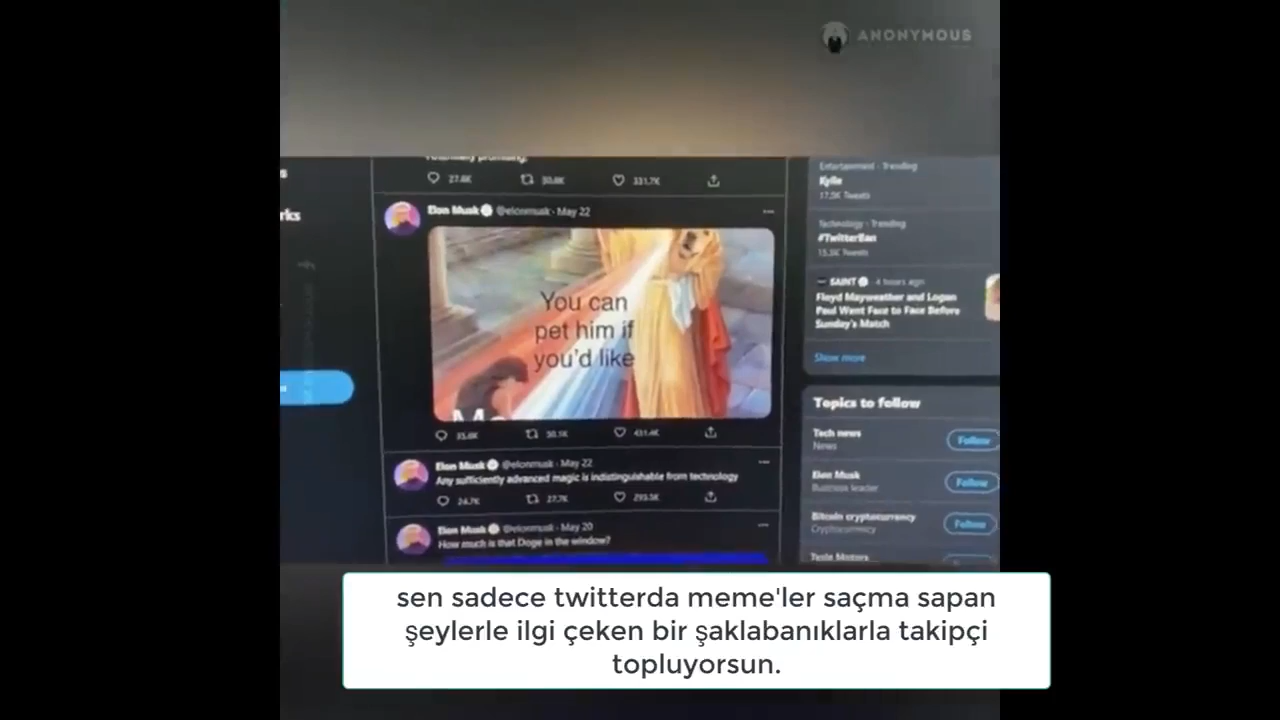 ANONYMOUS
27.8K 30.8K 331.7K
Elon Musk @elonmusk · May 22
You can
pet him if
you'd like
35.8K 30.5K 431.4K
Elon Musk @elonmusk · May 22
Any sufficiently advanced magic is indistinguishable from technology
24.7K 27.7K 293.5K
Elon Musk @elonmusk · May 20
How much is that Doge in the window?
Entertainment · Trending
Kylie
17.5K Tweets
Technology · Trending
#TwitterBan
15.3K Tweets
SAINT · 4 hours ago
Floyd Mayweather and Logan
Paul Went Face to Face Before
Sunday's Match
Show more
Topics to follow
Tech news
News
Follow
Elon Musk
Business leader
Follow
Bitcoin cryptocurrency
Cryptocurrency
Follow
sen sadece twitterda meme'ler saçma sapan
şeylerle ilgi çeken bir şaklabanıklarla takipçi
topluyorsun.